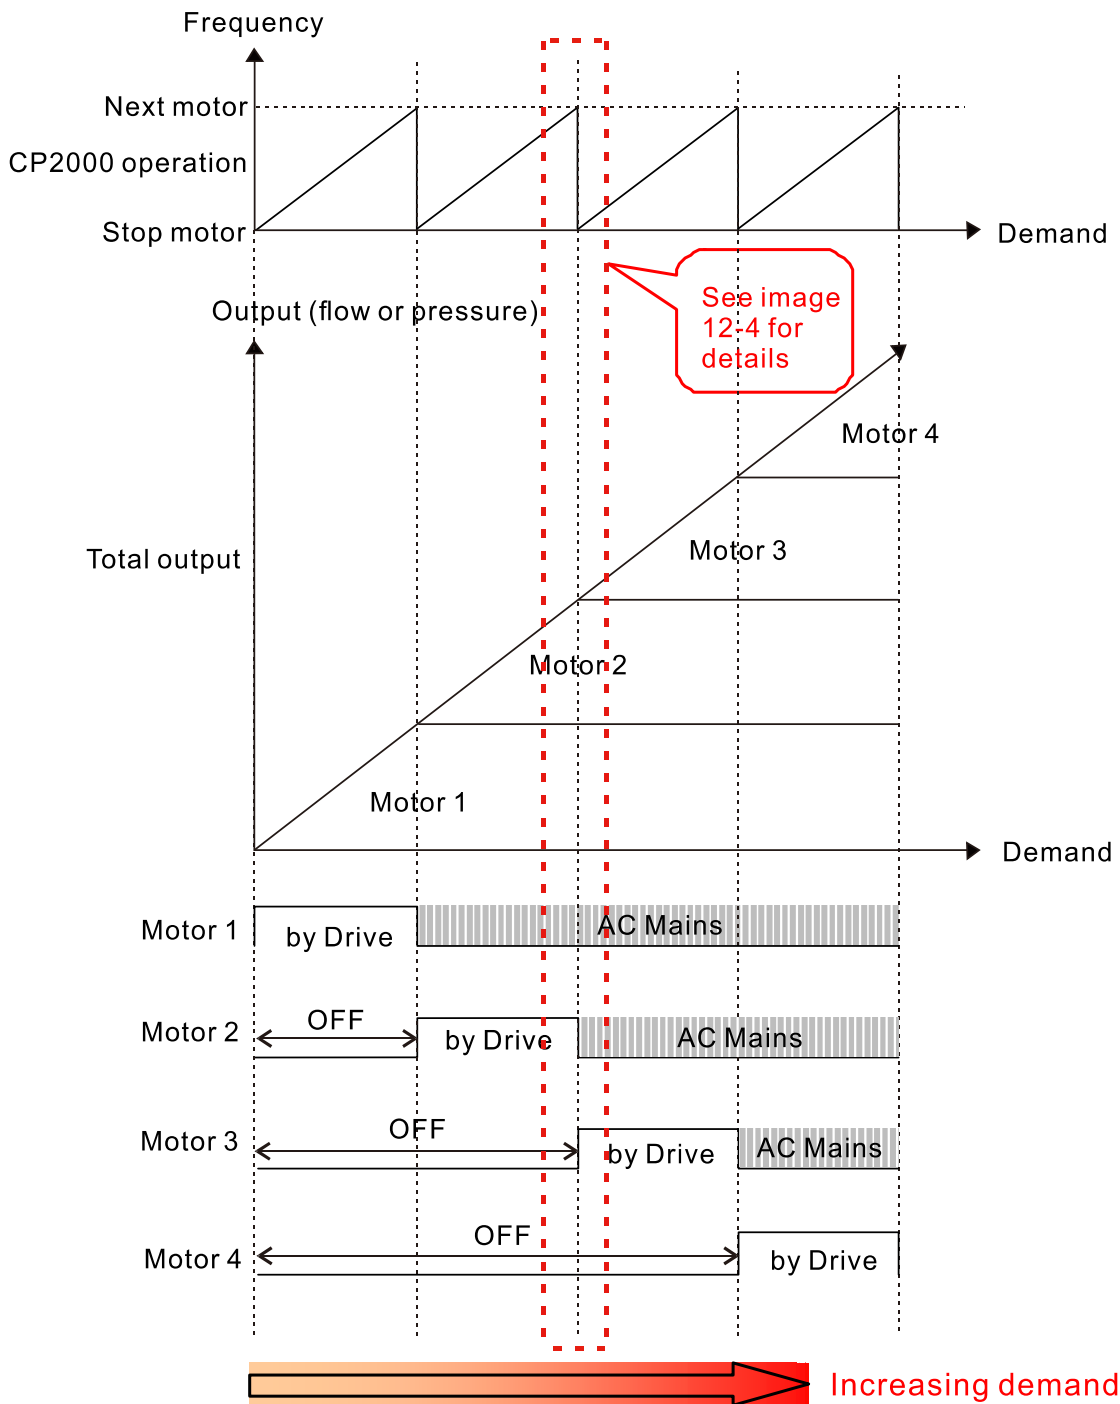 Frequency
Next motor
CP2000 operation
Stop motor
Demand
See image
12-4 for
details
Output (flow or pressure)
Motor 4
Motor 3
Total output
Motor 2
Motor 1
Demand
Motor 1
by Drive
AC Mains
Motor 2
OFF
by Drive
AC Mains
Motor 3
OFF
by Drive
AC Mains
Motor 4
OFF
by Drive
Increasing demand